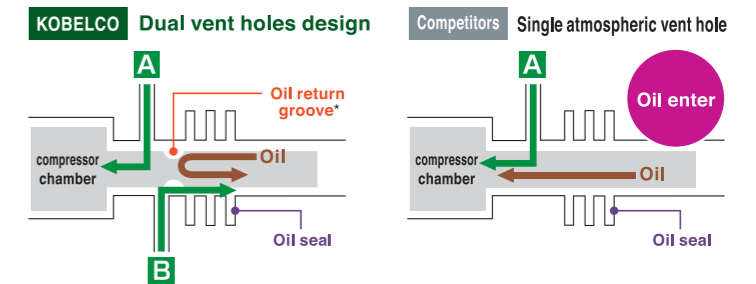 KOBELCO Dual vent holes design
A
Oil return
groove*
Oil
compressor
chamber
Oil seal
B
Competitors Single atmospheric vent hole
A
Oil enter
compressor
chamber
Oil
Oil seal